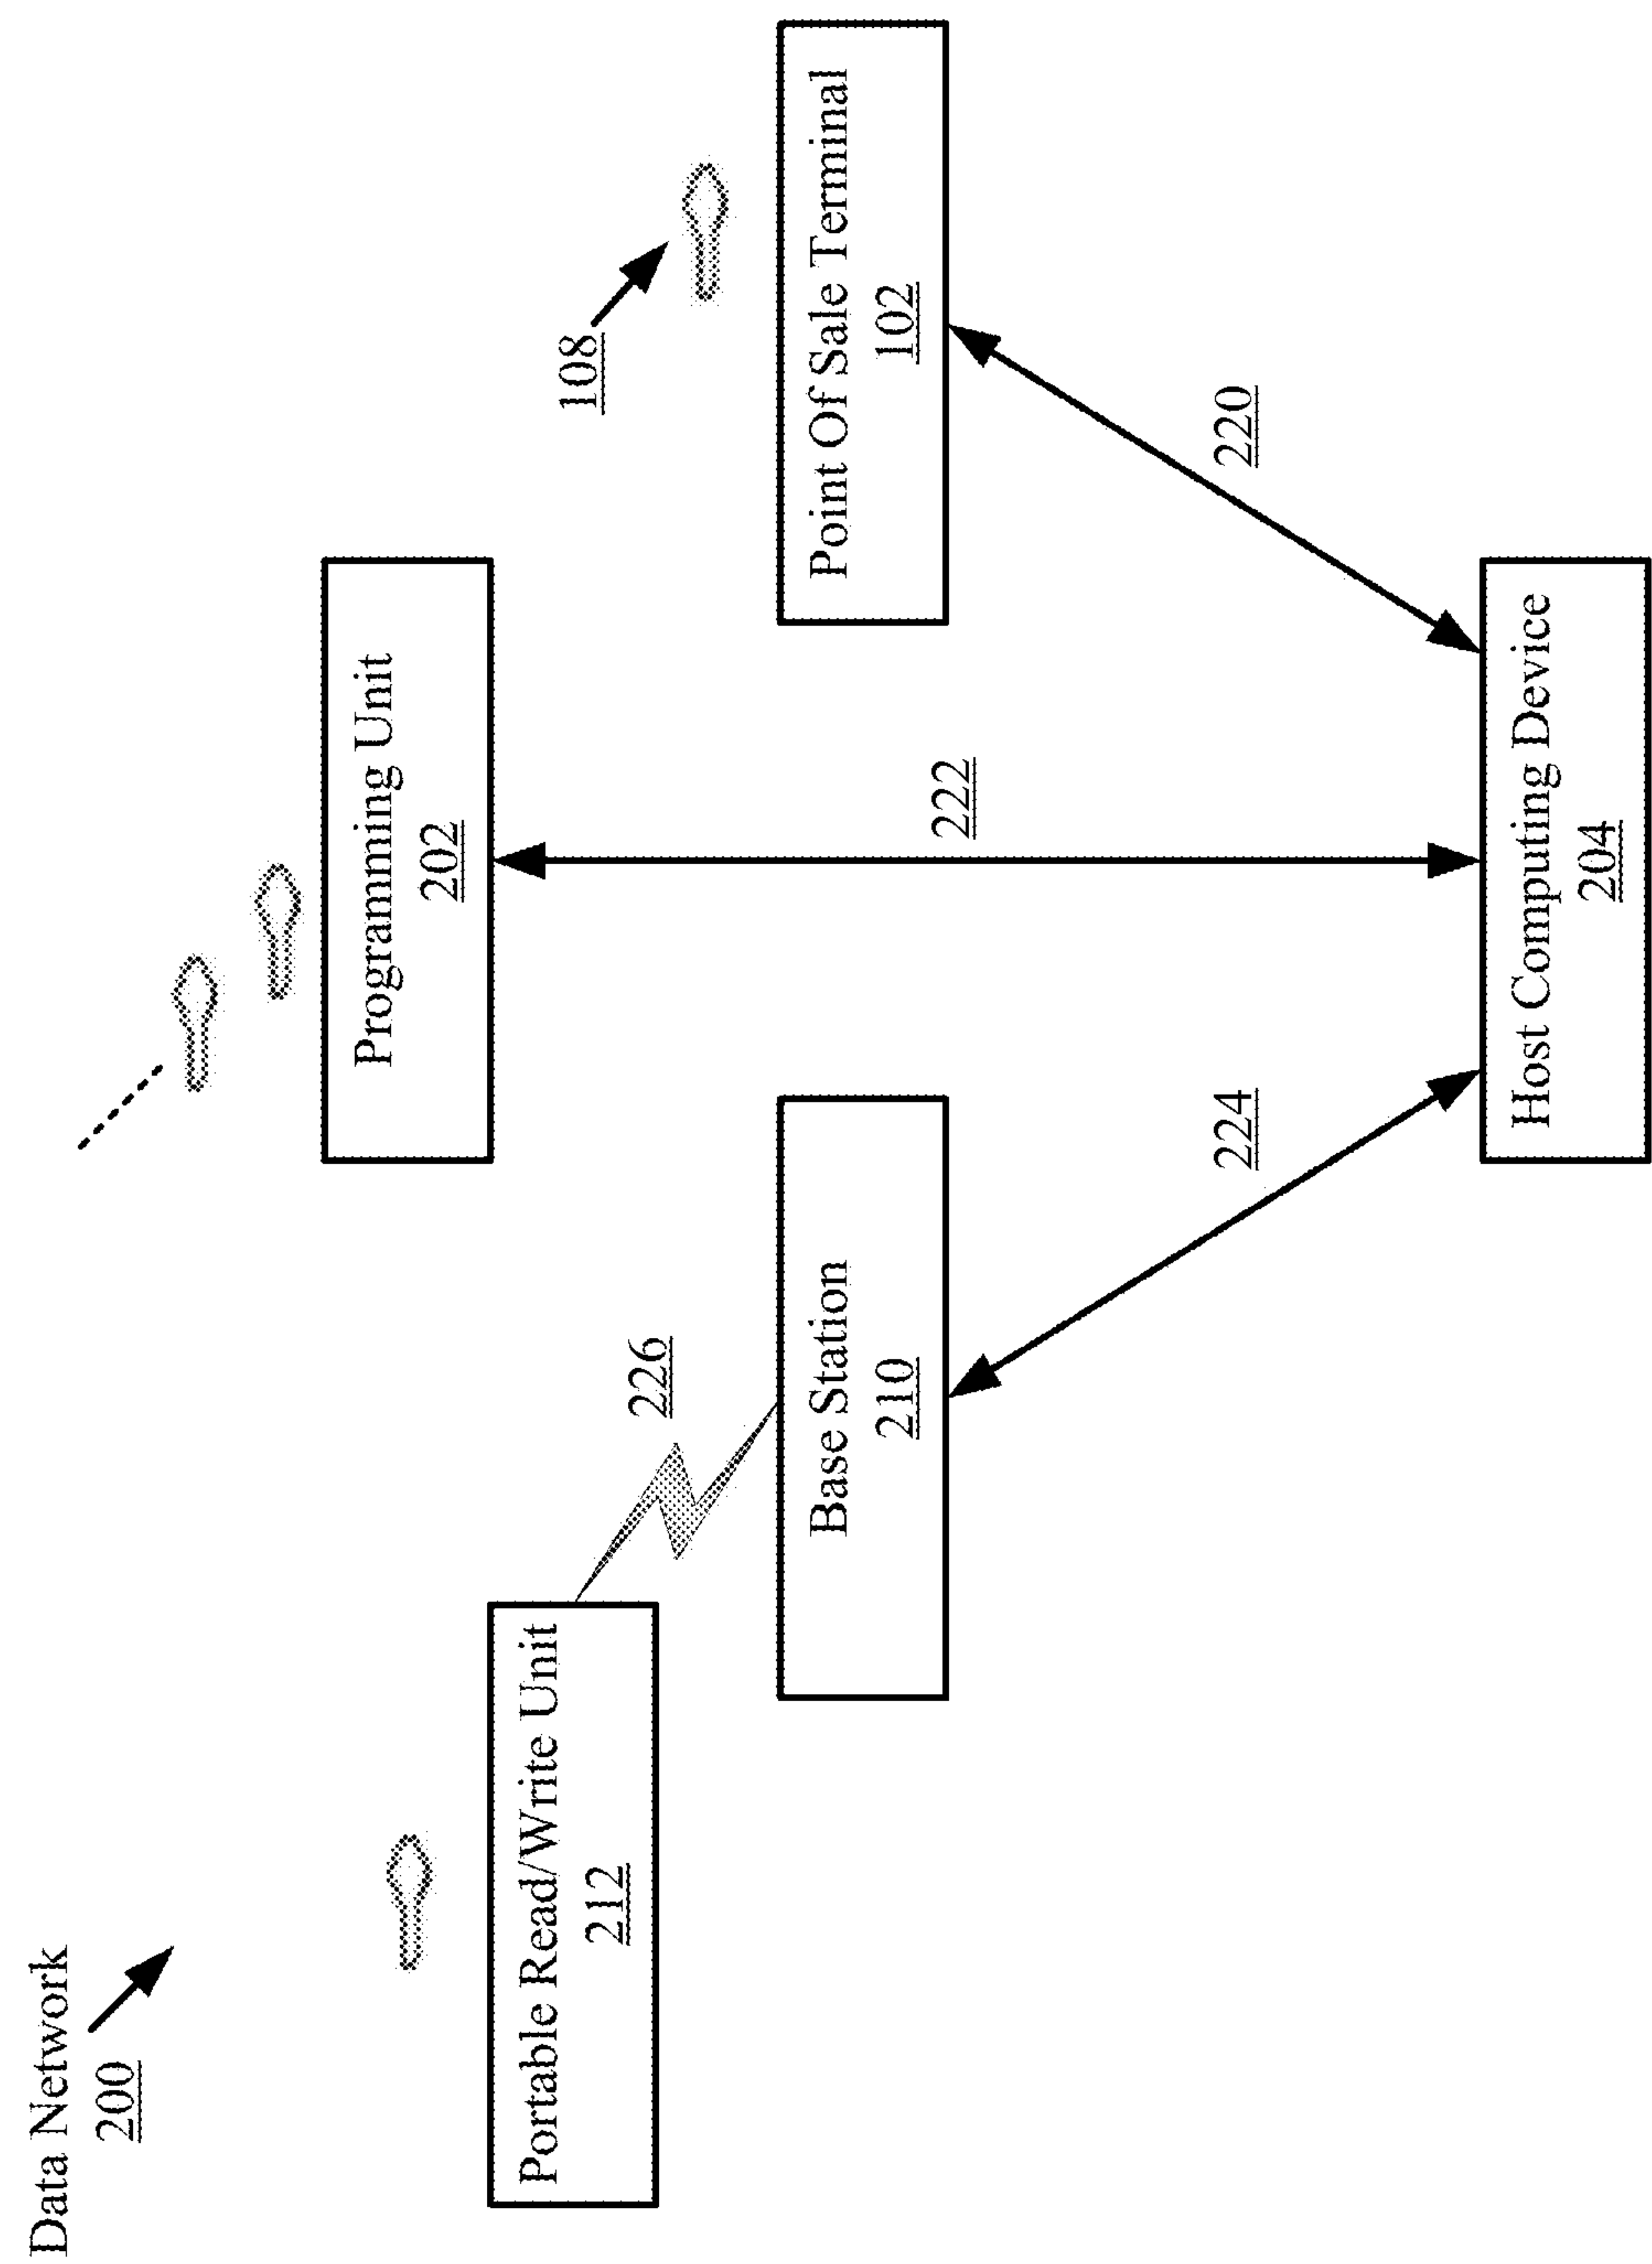 Data Network
200
Programming Unit
202
108
Portable Read/Write Unit
212
226
Base Station
210
Point Of Sale Terminal
102
222
224
220
Host Computing Device
204